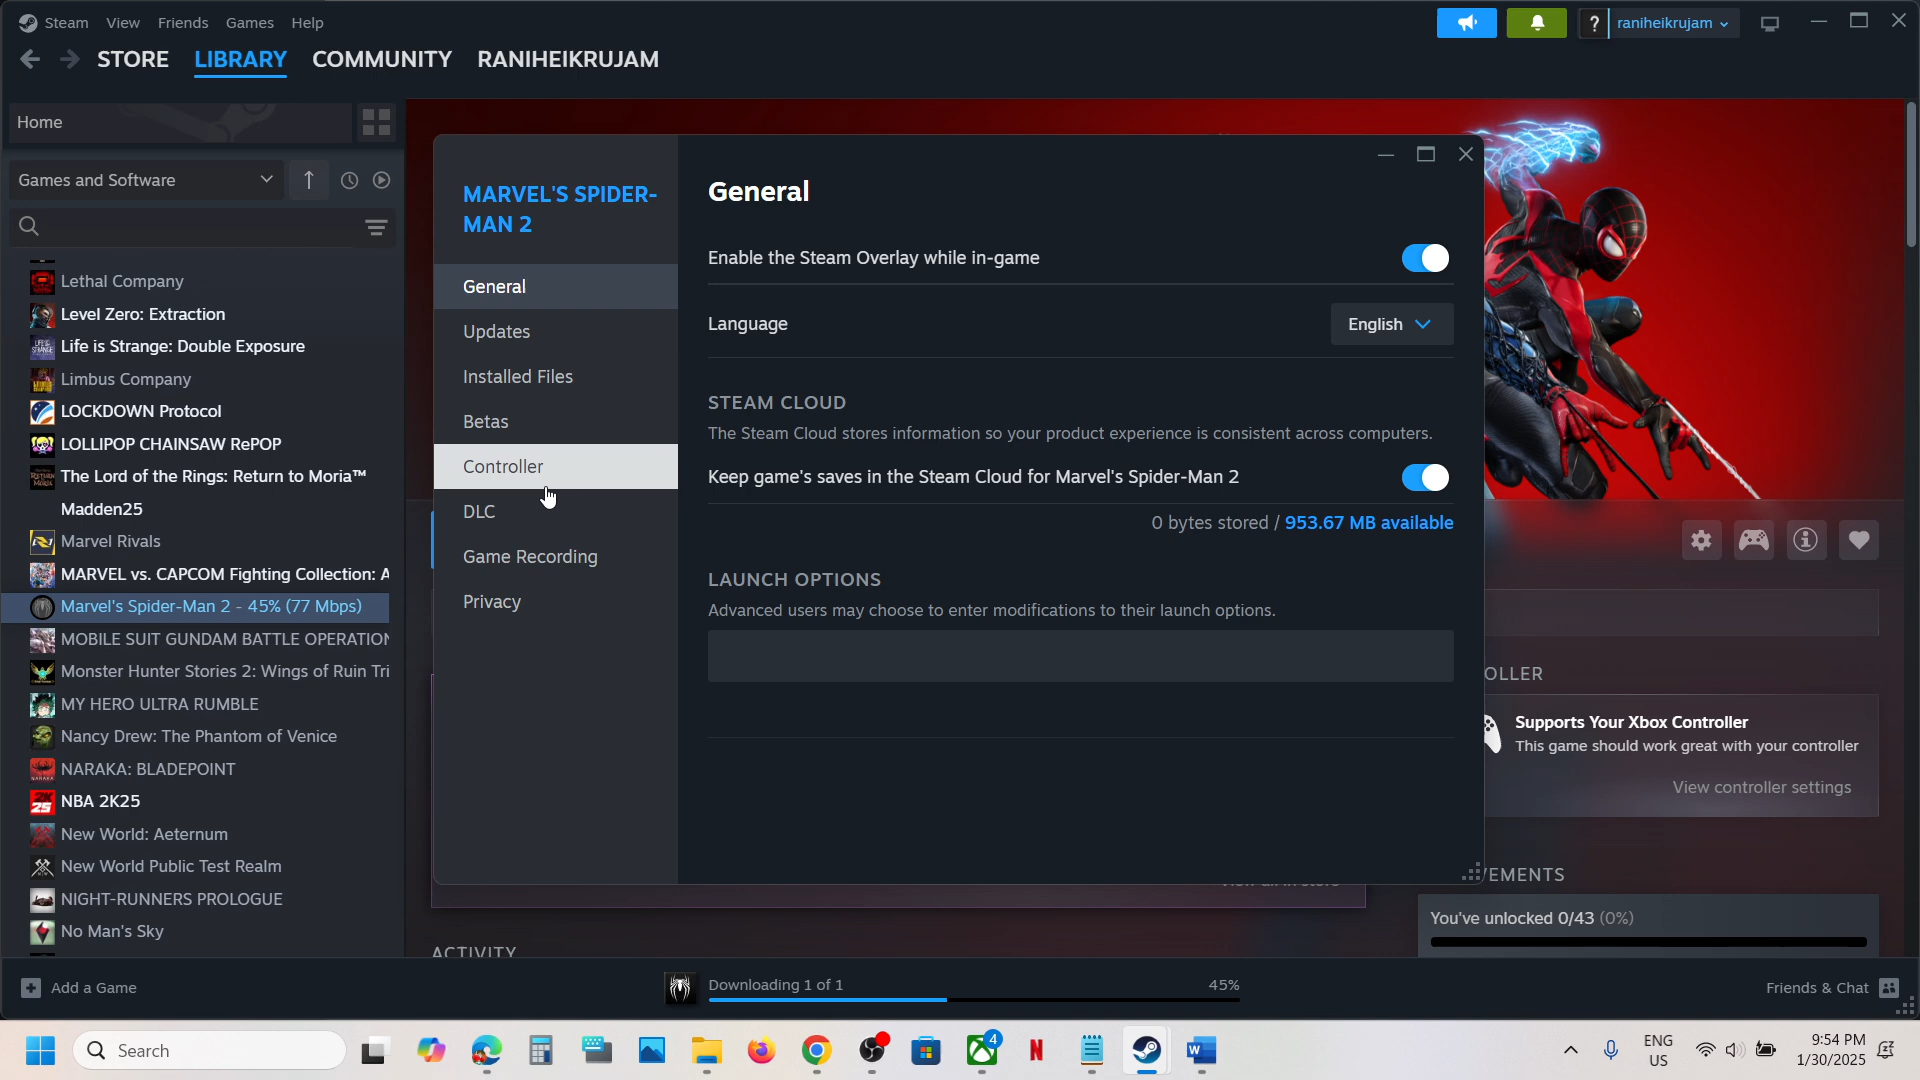 Steam View Friends Games Help
? raniheikrujam
STORE LIBRARY COMMUNITY RANIHEIKRUJAM
Home
Games and Software
Lethal Company
Level Zero: Extraction
Life is Strange: Double Exposure
Limbus Company
LOCKDOWN Protocol
LOLLIPOP CHAINSAW RePOP
The Lord of the Rings: Return to Moria™
Madden25
Marvel Rivals
MARVEL vs. CAPCOM Fighting Collection: A
Marvel's Spider-Man 2 - 45% (77 Mbps)
MOBILE SUIT GUNDAM BATTLE OPERATION
Monster Hunter Stories 2: Wings of Ruin Tri
MY HERO ULTRA RUMBLE
Nancy Drew: The Phantom of Venice
NARAKA: BLADEPOINT
NBA 2K25
New World: Aeternum
New World Public Test Realm
NIGHT-RUNNERS PROLOGUE
No Man's Sky
MARVEL'S SPIDER-
MAN 2
General
Updates
Installed Files
Betas
Controller
DLC
Game Recording
Privacy
General
Enable the Steam Overlay while in-game
Language English
STEAM CLOUD
The Steam Cloud stores information so your product experience is consistent across computers.
Keep game's saves in the Steam Cloud for Marvel's Spider-Man 2
0 bytes stored / 953.67 MB available
LAUNCH OPTIONS
Advanced users may choose to enter modifications to their launch options.
OLLER
Supports Your Xbox Controller
This game should work great with your controller
View controller settings
EMENTS
You've unlocked 0/43 (0%)
ACTIVITY
Add a Game
Downloading 1 of 1 45%
Friends & Chat
Search
4
ENG
US
9:54 PM
1/30/2025